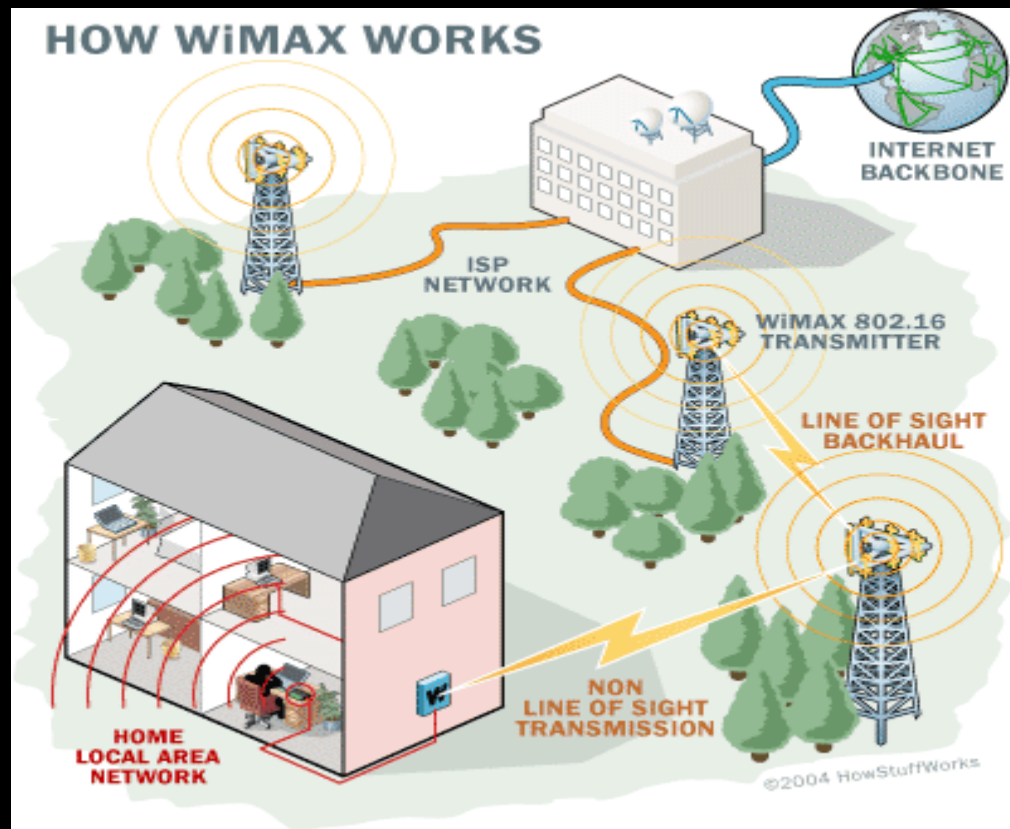 HOW WiMAX WORKS
INTERNET
BACKBONE
ISP
NETWORK
WiMAX 802.16
TRANSMITTER
LINE OF SIGHT
BACKHAUL
NON
LINE OF SIGHT
TRANSMISSION
HOME
LOCAL AREA
NETWORK
©2004 HowStuffWorks